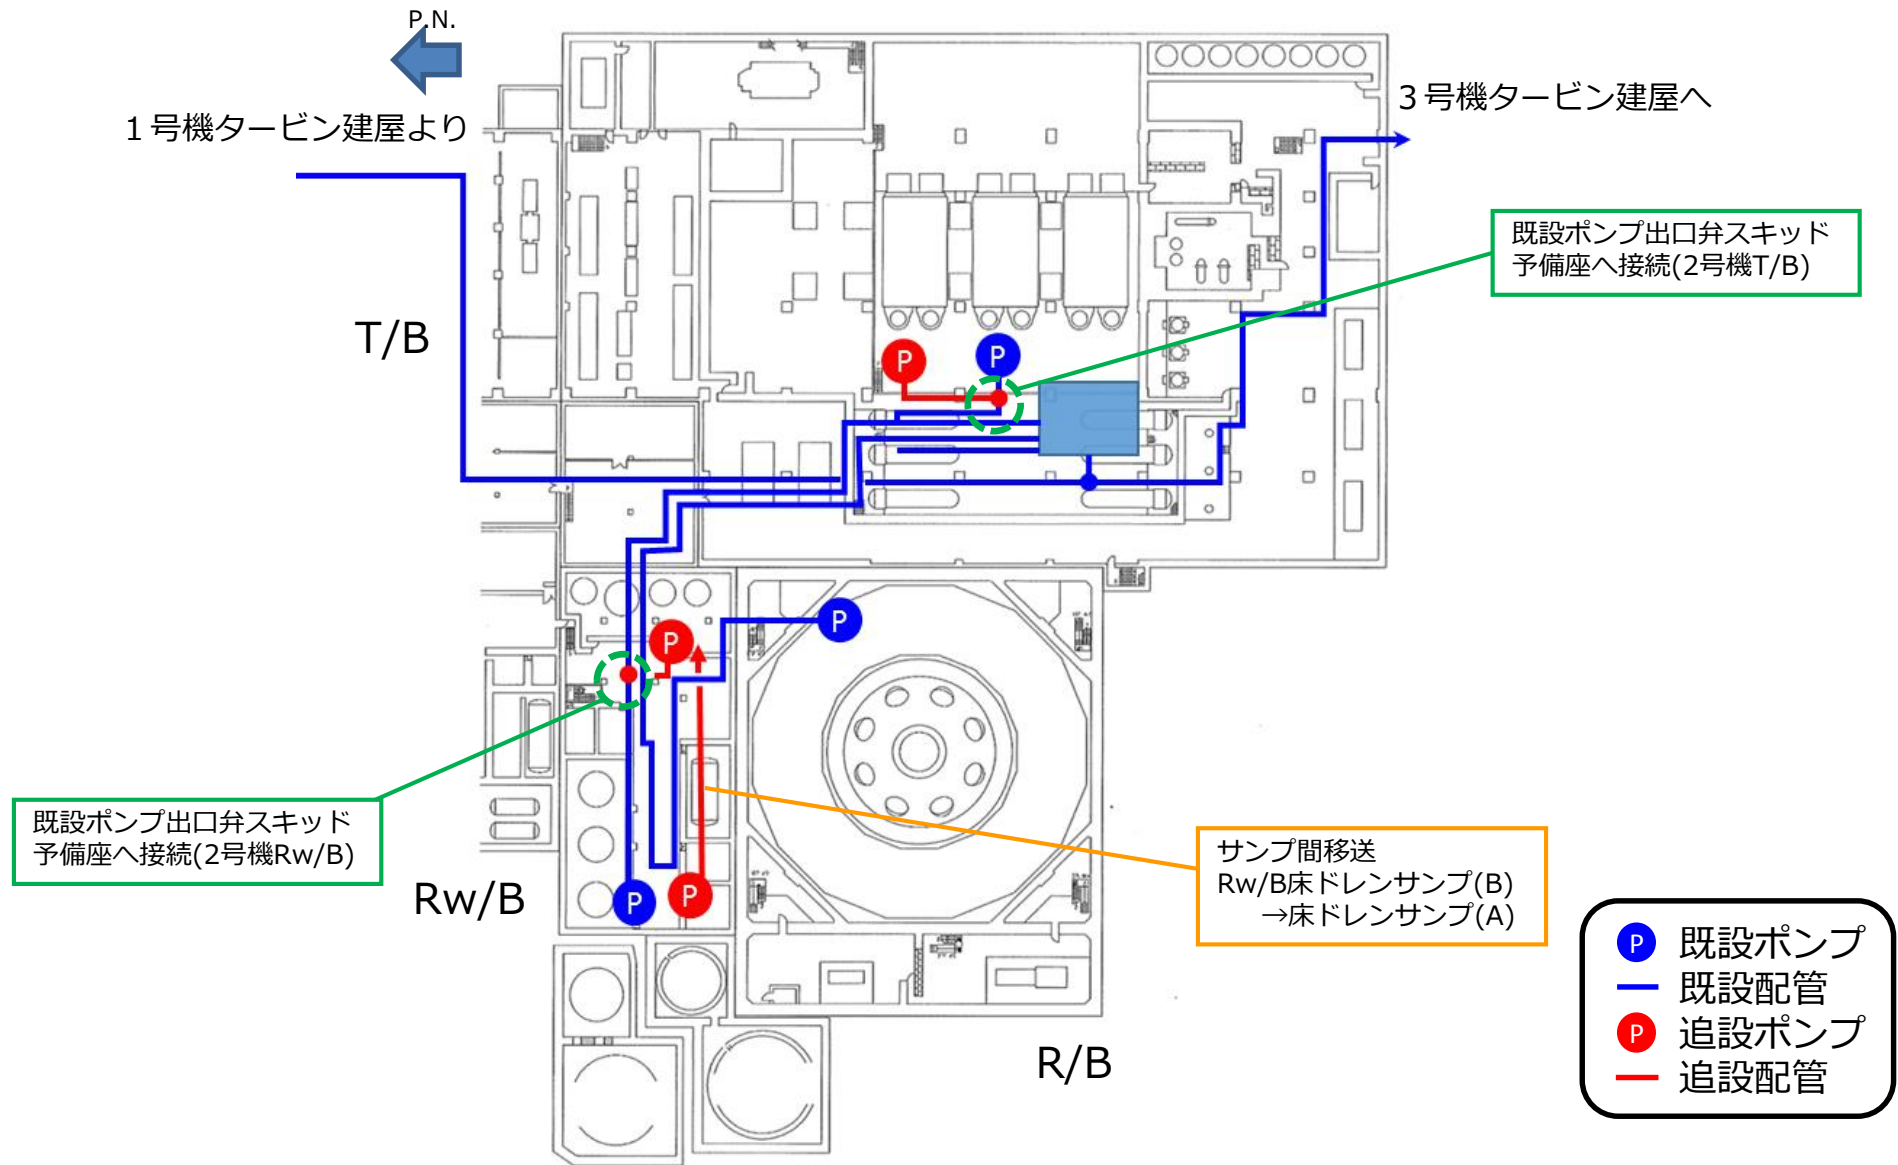 P.N.
1号機タービン建屋より
3号機タービン建屋へ
既設ポンプ出口弁スキッド
予備座へ接続(2号機T/B)
T/B
P
P
P
P
既設ポンプ出口弁スキッド
予備座へ接続(2号機Rw/B)
サンプ間移送
Rw/B床ドレンサンプ(B)
→床ドレンサンプ(A)
Rw/B
P
P
R/B
P 既設ポンプ
既設配管
P 追設ポンプ
追設配管